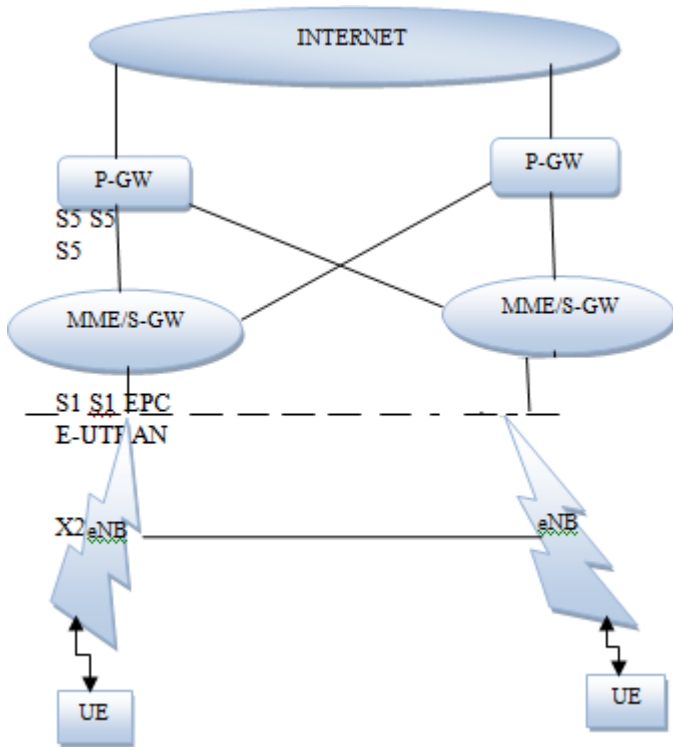 INTERNET
P-GW
P-GW
S5 S5
S5
MME/S-GW
MME/S-GW
S1 S1 EPC
E-UTRAN
X2
eNB
eNB
UE
UE